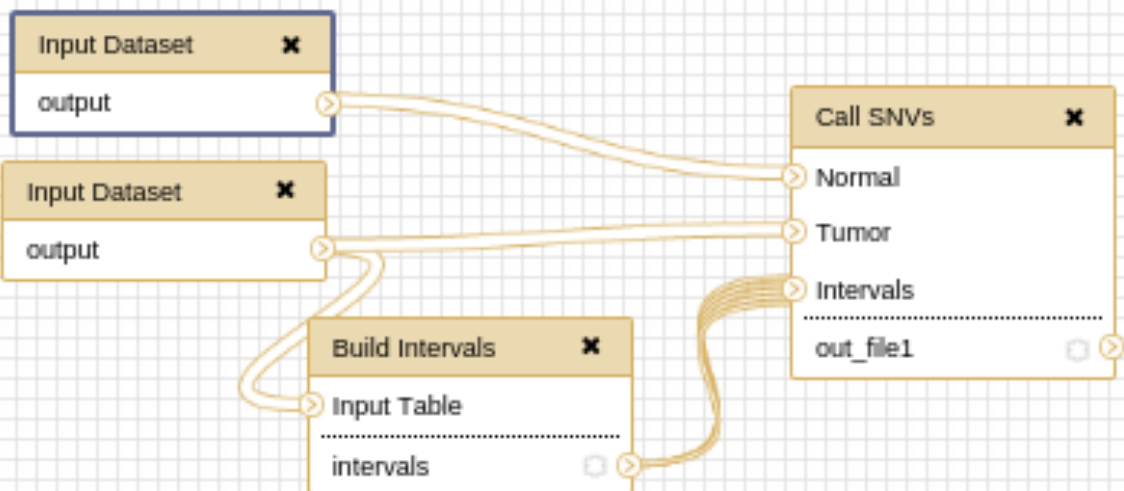 Input Dataset
output
Input Dataset
output
Build Intervals
Input Table
intervals
Call SNVs
Normal
Tumor
Intervals
out_file1